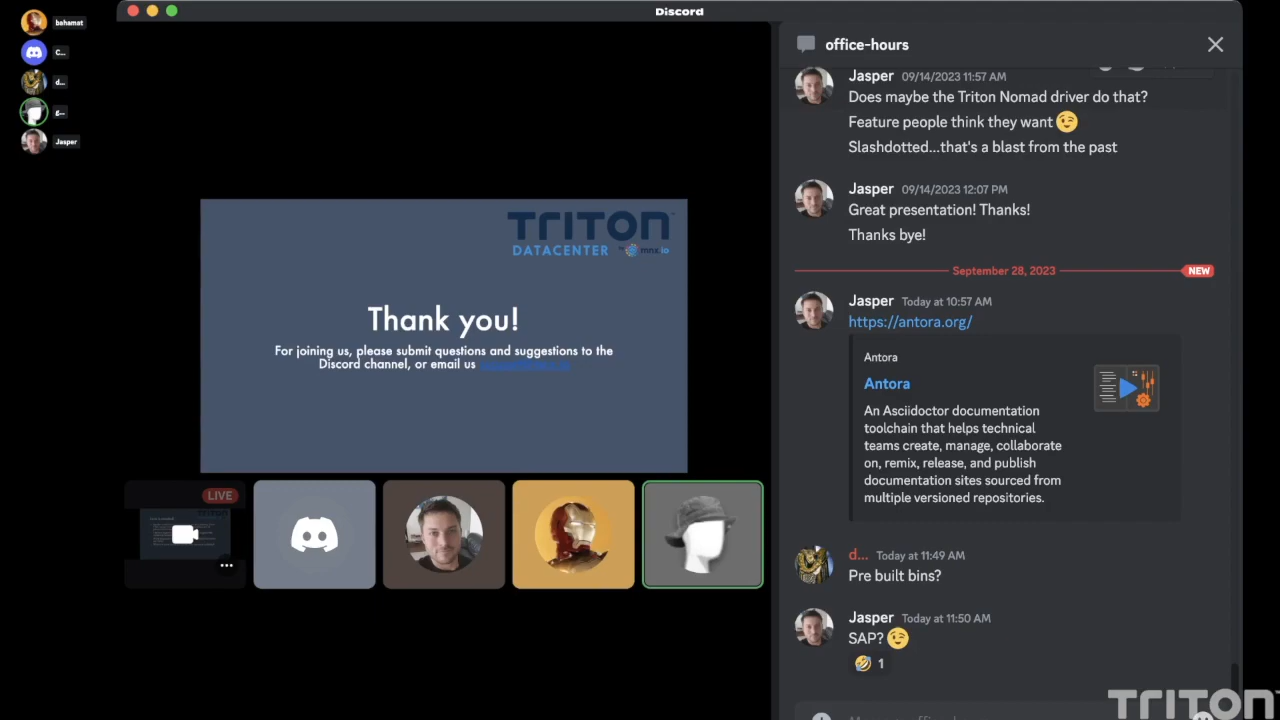 Discord
bahamat
C...
d...
g...
Jasper
TRITON
DATACENTER by mnx.io
Thank you!
For joining us, please submit questions and suggestions to the
Discord channel, or email us
LIVE
office-hours
Jasper 09/14/2023 11:57 AM
Does maybe the Triton Nomad driver do that?
Feature people think they want 😉
Slashdotted...that's a blast from the past
Jasper 09/14/2023 12:07 PM
Great presentation! Thanks!
Thanks bye!
September 28, 2023 NEW
Jasper Today at 10:57 AM
https://antora.org/
Antora
Antora
An Asciidoctor documentation
toolchain that helps technical
teams create, manage, collaborate
on, remix, release, and publish
documentation sites sourced from
multiple versioned repositories.
d... Today at 11:49 AM
Pre built bins?
Jasper Today at 11:50 AM
SAP? 😉
🤣 1
TRITON